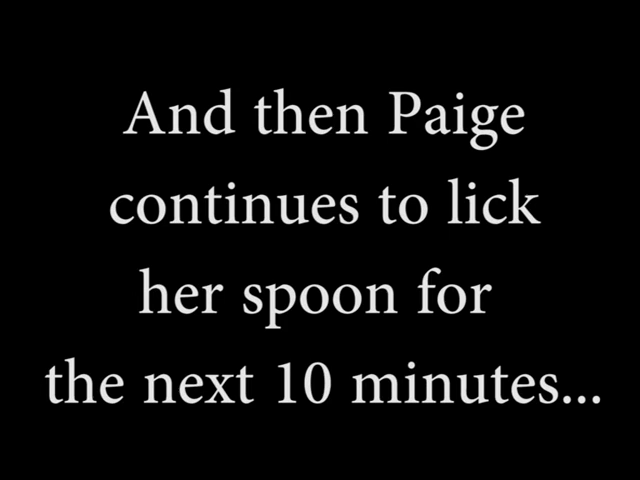 And then Paige
continues to lick
her spoon for
the next 10 minutes...